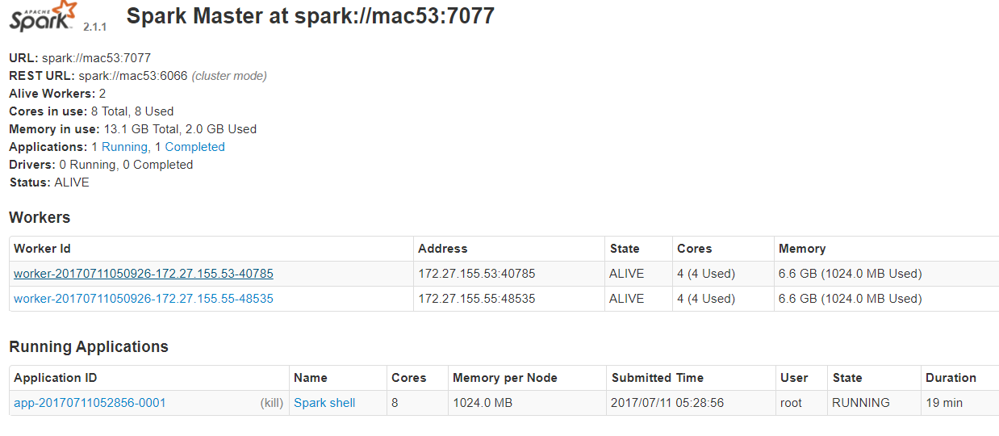 APACHE
Spark 2.1.1 Spark Master at spark://mac53:7077
URL: spark://mac53:7077
REST URL: spark://mac53:6066 (cluster mode)
Alive Workers: 2
Cores in use: 8 Total, 8 Used
Memory in use: 13.1 GB Total, 2.0 GB Used
Applications: 1 Running, 1 Completed
Drivers: 0 Running, 0 Completed
Status: ALIVE
Workers
Worker Id Address State Cores Memory
worker-20170711050926-172.27.155.53-40785 172.27.155.53:40785 ALIVE 4 (4 Used) 6.6 GB (1024.0 MB Used)
worker-20170711050926-172.27.155.55-48535 172.27.155.55:48535 ALIVE 4 (4 Used) 6.6 GB (1024.0 MB Used)
Running Applications
Application ID Name Cores Memory per Node Submitted Time User State Duration
app-20170711052856-0001 (kill) Spark shell 8 1024.0 MB 2017/07/11 05:28:56 root RUNNING 19 min